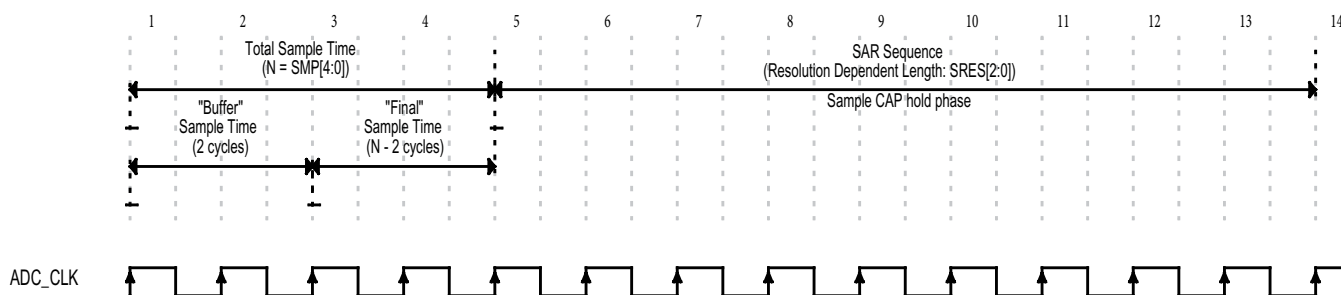 1 2 3 4 5 6 7 8 9 10 11 12 13 14
Total Sample Time
(N = SMP[4:0])
SAR Sequence
(Resolution Dependent Length: SRES[2:0])
"Buffer"
Sample Time
(2 cycles)
"Final"
Sample Time
(N - 2 cycles)
Sample CAP hold phase
ADC_CLK